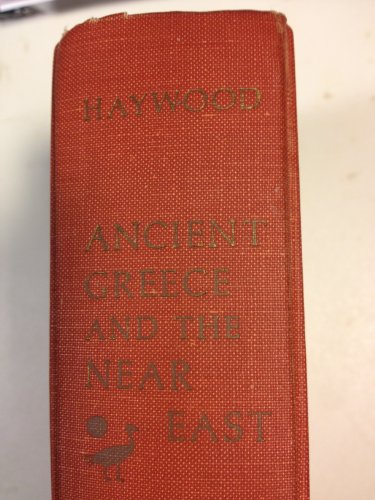 HAYWOOD
ANCIENT
GREECE
AND THE
NEAR
EAST